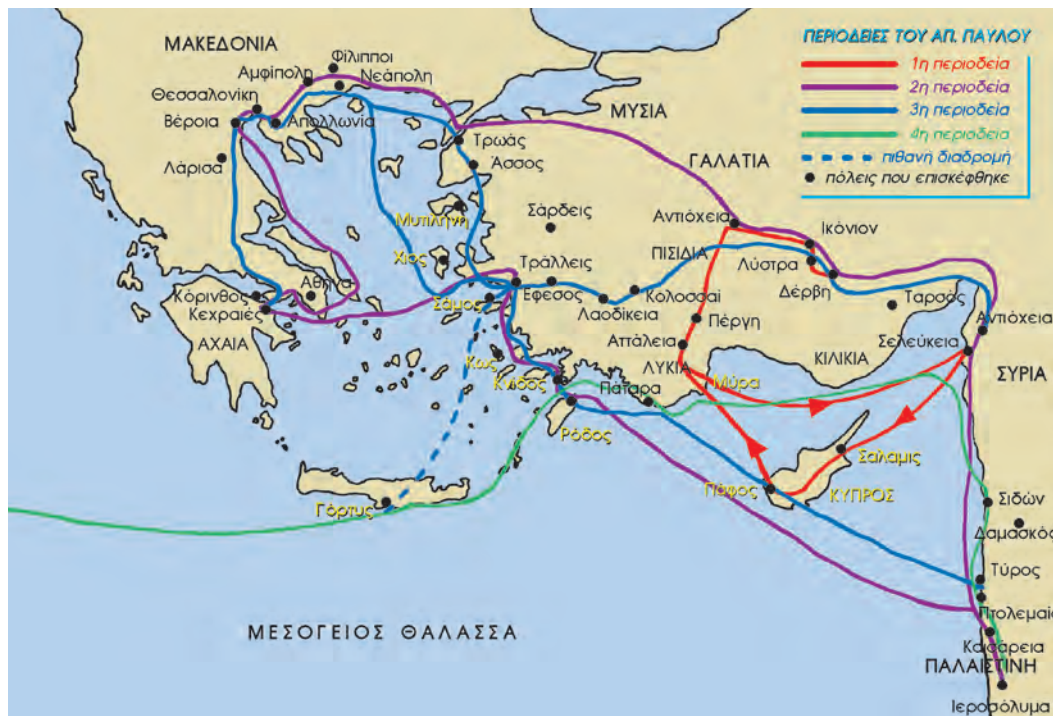 ΠΕΡΙΟΔΕΙΕΣ ΤΟΥ ΑΠ. ΠΑΥΛΟΥ
1η περιοδεία
2η περιοδεία
3η περιοδεία
4η περιοδεία
πιθανή διαδρομή
πόλεις που επισκέφθηκε
ΜΑΚΕΔΟΝΙΑ
Φίλιπποι
Αμφίπολη
Νεάπολη
Θεσσαλονίκη
Βέροια
Απολλωνία
Λάρισα
ΜΥΣΙΑ
Τρωάς
Άσσος
ΓΑΛΑΤΙΑ
Μυτιλήνη
Σάρδεις
Αντιόχεια
Ικόνιον
Χίος
ΠΙΣΙΔΙΑ
Λύστρα
Τράλλεις
Δέρβη
Αθήνα
Κόρινθος
Κεχραιές
Σάμος
Έφεσος
Κολοσσαί
Λαοδίκεια
Ταρσός
Πέργη
Αντιόχεια
ΑΧΑΙΑ
Αττάλεια
Σελεύκεια
ΚΙΛΙΚΙΑ
Κως
ΛΥΚΙΑ
ΣΥΡΙΑ
Κνίδος
Πάταρα
Μύρα
Ρόδος
Σαλαμις
Πάφος
ΚΥΠΡΟΣ
Γόρτυς
Σιδών
Δαμασκός
Τύρος
Πτολεμαϊς
ΜΕΣΟΓΕΙΟΣ ΘΑΛΑΣΣΑ
Καισάρεια
ΠΑΛΑΙΣΤΙΝΗ
Ιεροσόλυμα